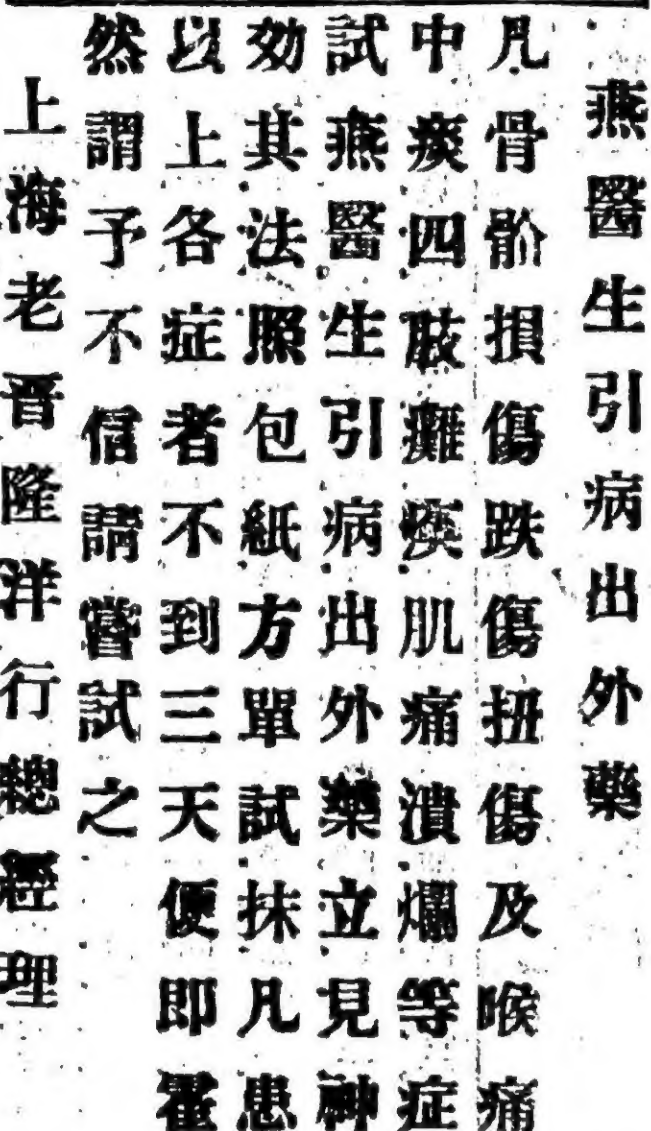 燕醫生引病出外藥
凡骨骱損傷跌傷扭傷及喉痛
中痰四肢癱瘓肌痛潰爛等症
試燕醫生引病出外藥立見神
効其法照包紙方單試抹凡患
以上各症者不到三天便即霍
然謂予不信請嘗試之
上海老晋隆洋行總經理